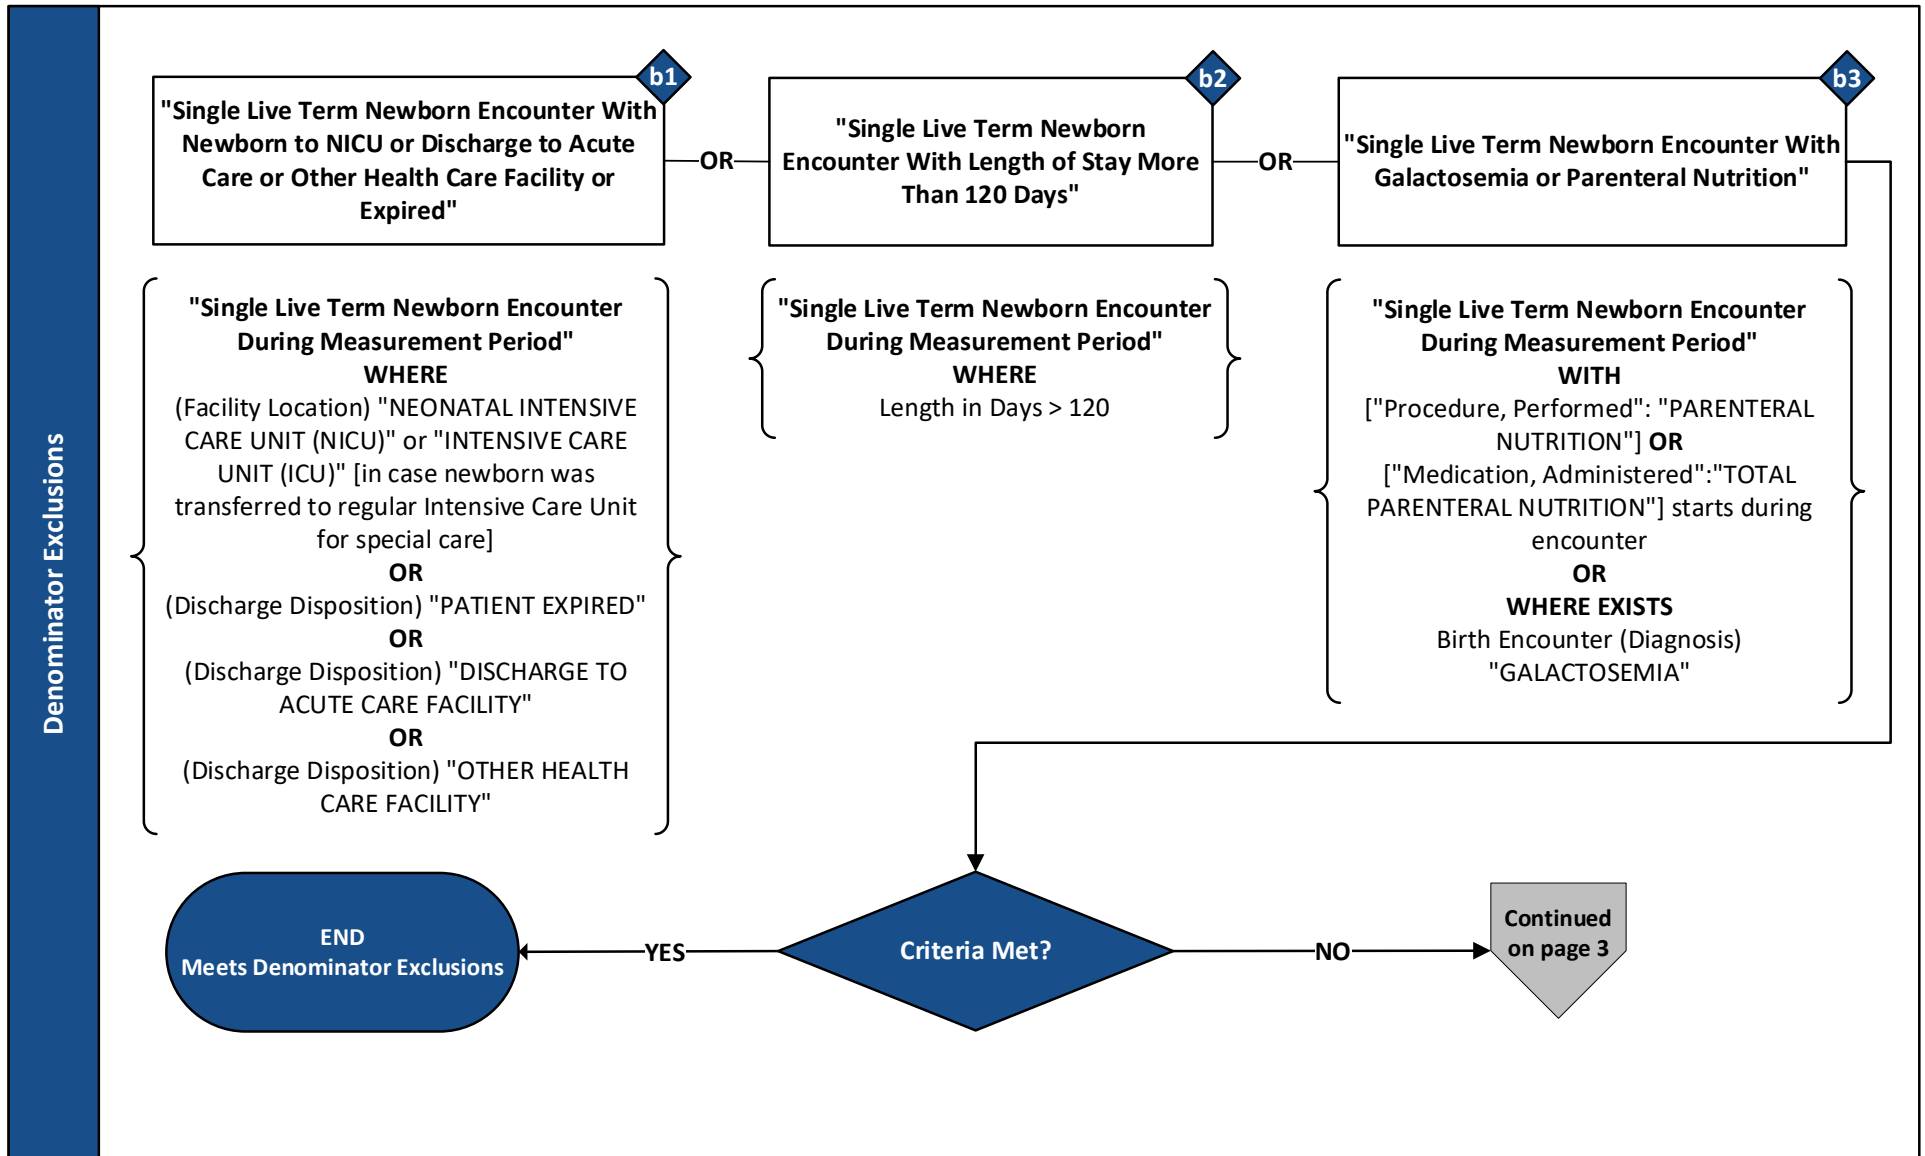 Denominator Exclusions
b1
"Single Live Term Newborn Encounter With
Newborn to NICU or Discharge to Acute
Care or Other Health Care Facility or
Expired"
OR
b2
"Single Live Term Newborn
Encounter With Length of Stay More
Than 120 Days"
OR
b3
"Single Live Term Newborn Encounter With
Galactosemia or Parenteral Nutrition"
"Single Live Term Newborn Encounter
During Measurement Period"
WHERE
(Facility Location) "NEONATAL INTENSIVE
CARE UNIT (NICU)" or "INTENSIVE CARE
UNIT (ICU)" [in case newborn was
transferred to regular Intensive Care Unit
for special care]
OR
(Discharge Disposition) "PATIENT EXPIRED"
OR
(Discharge Disposition) "DISCHARGE TO
ACUTE CARE FACILITY"
OR
(Discharge Disposition) "OTHER HEALTH
CARE FACILITY"
"Single Live Term Newborn Encounter
During Measurement Period"
WHERE
Length in Days > 120
"Single Live Term Newborn Encounter
During Measurement Period"
WITH
["Procedure, Performed": "PARENTERAL
NUTRITION"] OR
["Medication, Administered":"TOTAL
PARENTERAL NUTRITION"] starts during
encounter
OR
WHERE EXISTS
Birth Encounter (Diagnosis)
"GALACTOSEMIA"
END
Meets Denominator Exclusions
YES
Criteria Met?
NO
Continued
on page 3